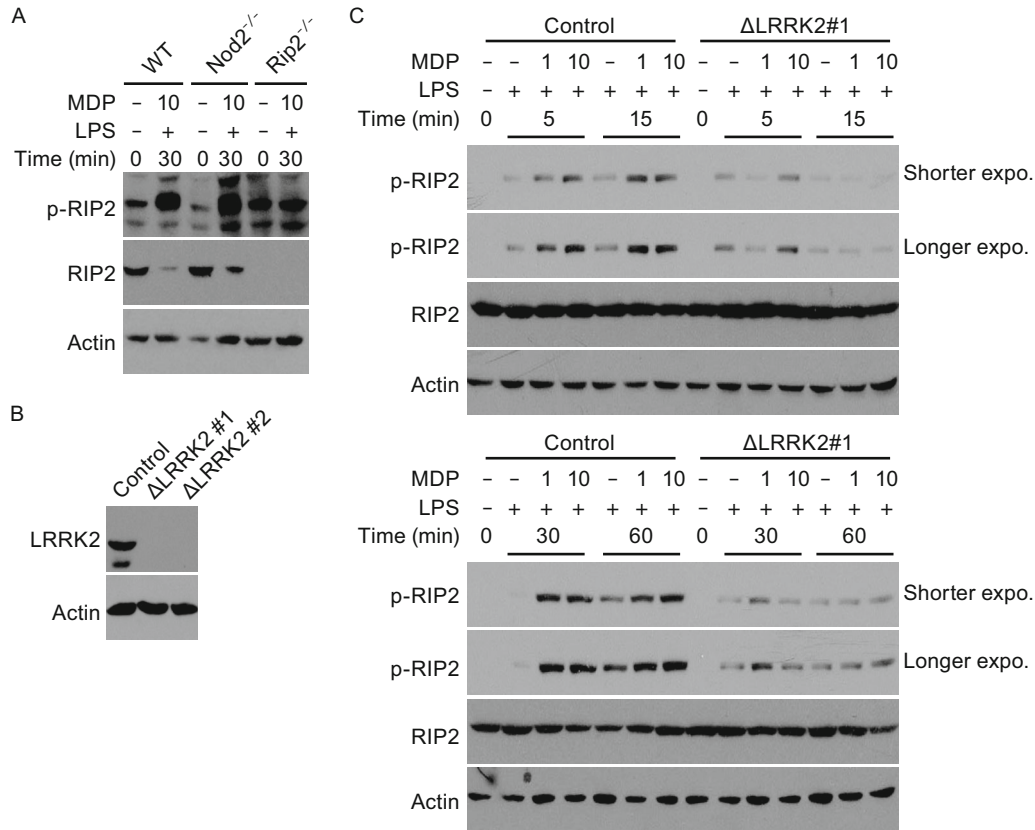 A
WT Nod2-/- Rip2-/-
MDP – 10 – 10 – 10
LPS – + – + – +
Time (min) 0 30 0 30 0 30
p-RIP2
RIP2
Actin
B
Control ΔLRRK2 #1 ΔLRRK2 #2
LRRK2
Actin
C
Control ΔLRRK2#1
MDP – – 1 10 – 1 10 – – 1 10 – 1 10
LPS – + + + + + + – + + + + + +
Time (min) 0 5 15 0 5 15
p-RIP2 Shorter expo.
p-RIP2 Longer expo.
RIP2
Actin
Control ΔLRRK2#1
MDP – – 1 10 – 1 10 – – 1 10 – 1 10
LPS – + + + + + + – + + + + + +
Time (min) 0 30 60 0 30 60
p-RIP2 Shorter expo.
p-RIP2 Longer expo.
RIP2
Actin